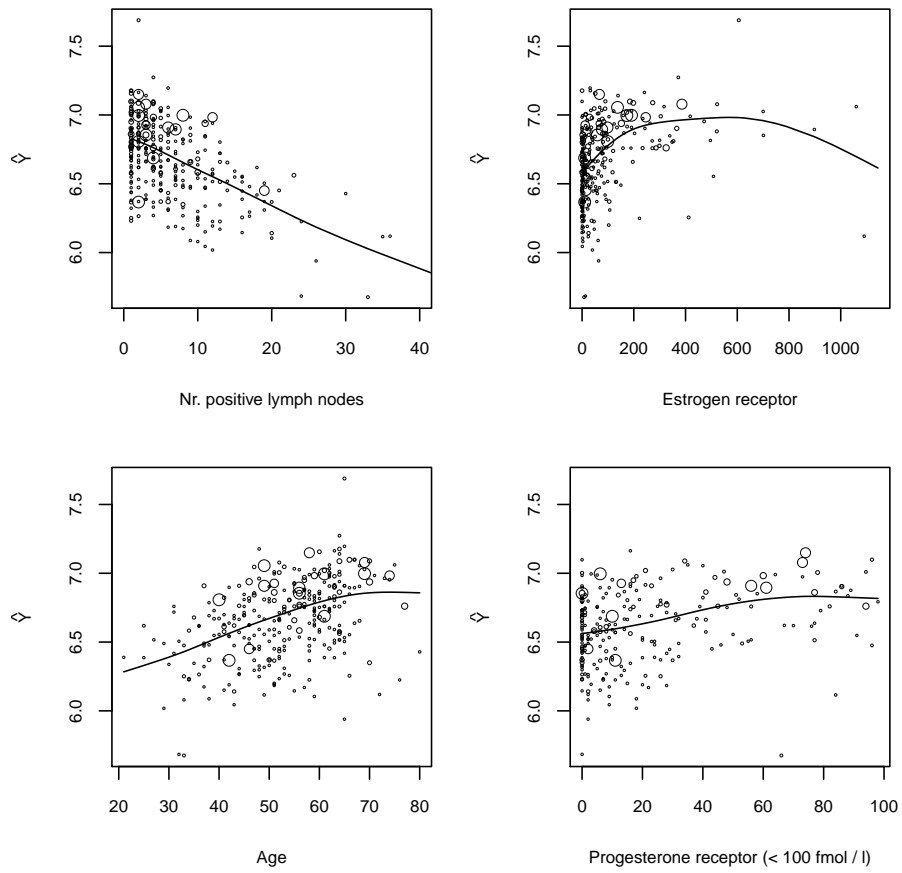 7.5
7.0
6.5
6.0
Ŷ
0 10 20 30 40
Nr. positive lymph nodes
7.5
7.0
6.5
6.0
Ŷ
0 200 400 600 800 1000
Estrogen receptor
7.5
7.0
6.5
6.0
Ŷ
20 30 40 50 60 70 80
Age
7.5
7.0
6.5
6.0
Ŷ
0 20 40 60 80 100
Progesterone receptor (< 100 fmol / l)